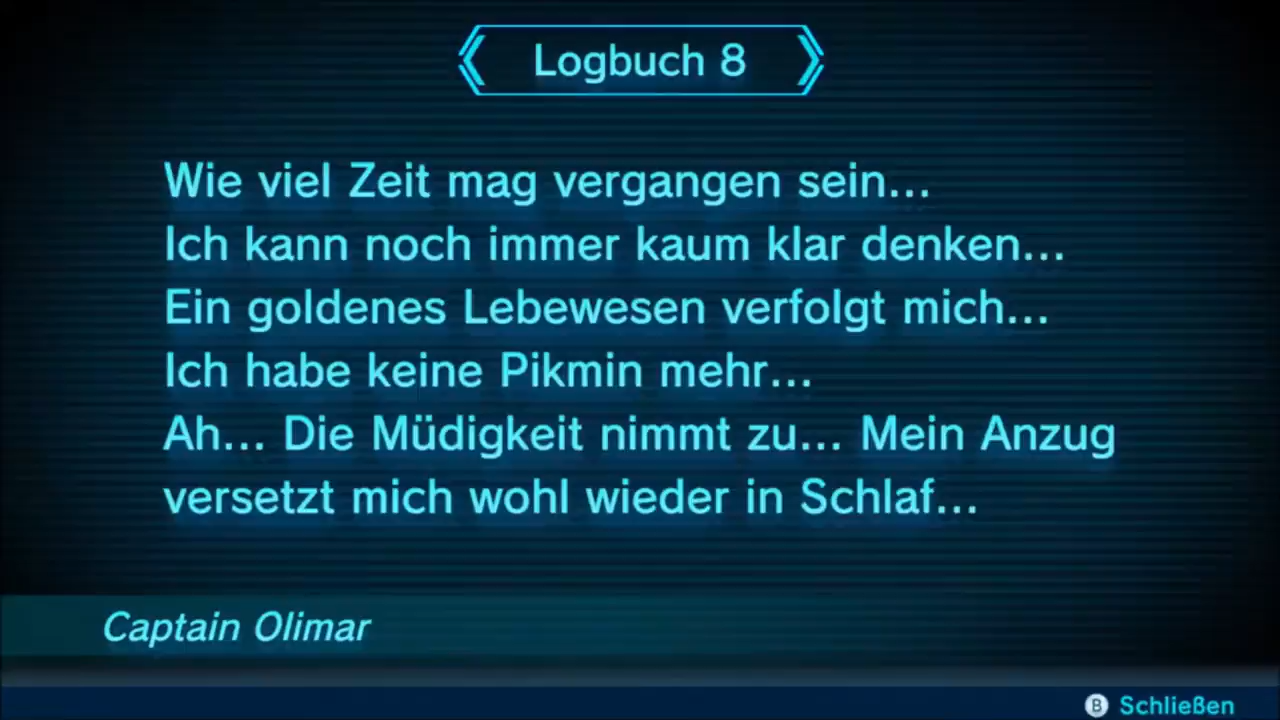 Logbuch 8
Wie viel Zeit mag vergangen sein...
Ich kann noch immer kaum klar denken...
Ein goldenes Lebewesen verfolgt mich...
Ich habe keine Pikmin mehr...
Ah... Die Müdigkeit nimmt zu... Mein Anzug
versetzt mich wohl wieder in Schlaf...
Captain Olimar
B Schließen